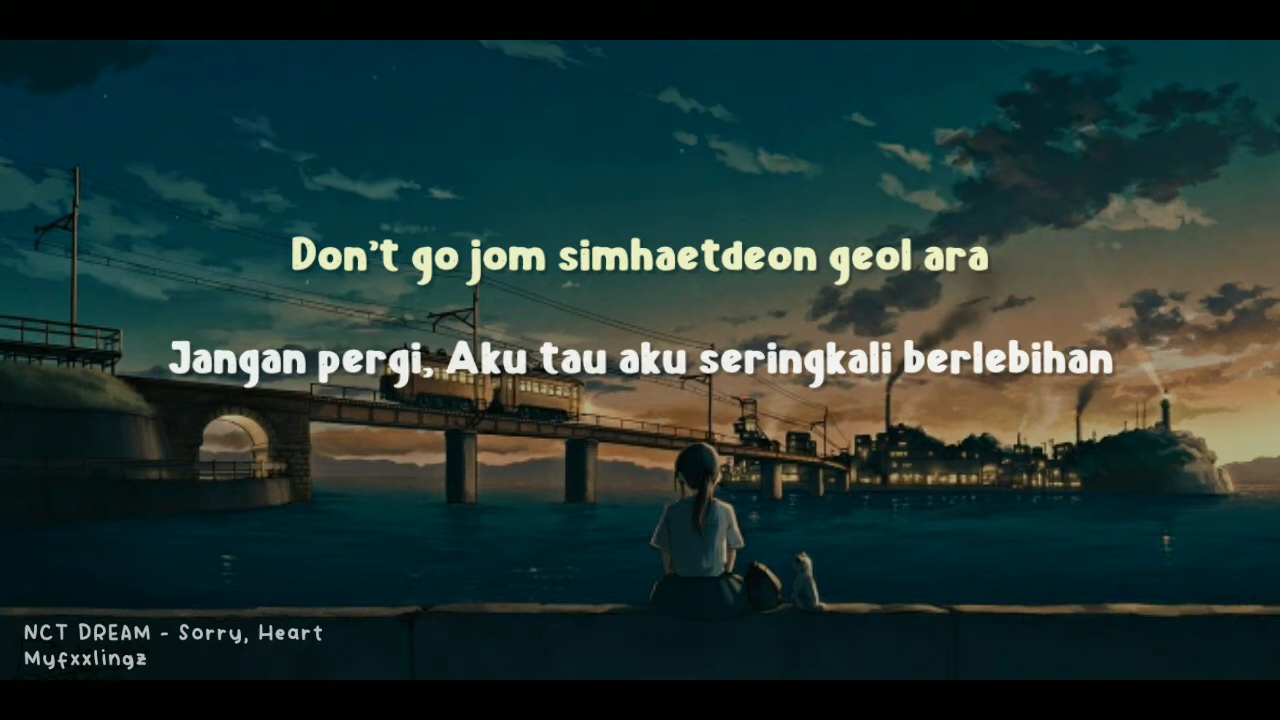 Don't go jom simhaetdeon geol ara
Jangan pergi, Aku tau aku seringkali berlebihan
NCT DREAM - Sorry, Heart
Myfxxlingz